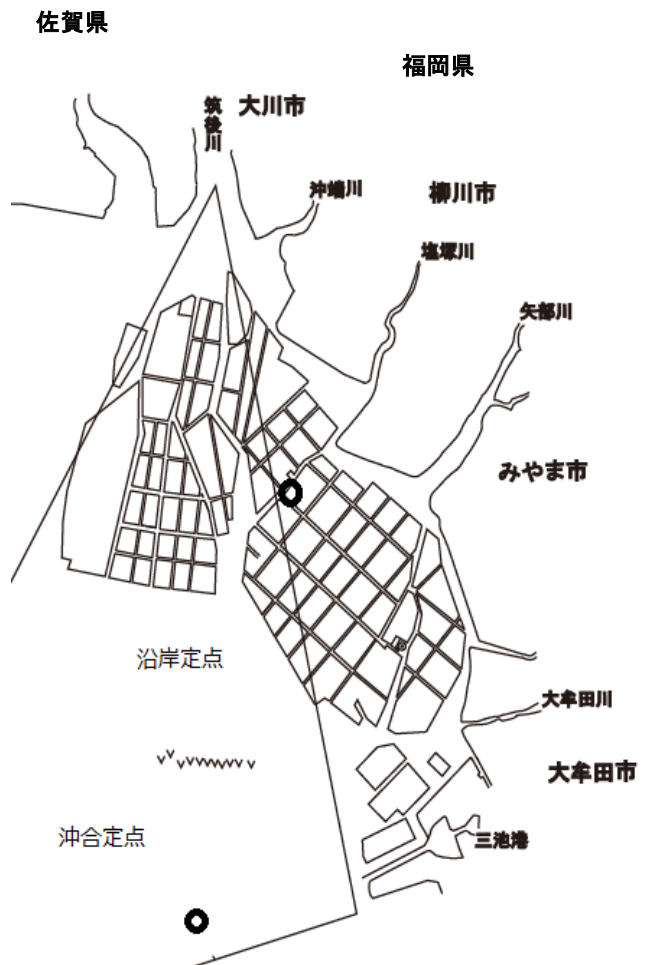 佐賀県
福岡県
筑後川
大川市
沖端川
柳川市
塩塚川
矢部川
みやま市
沿岸定点
大牟田川
大牟田市
沖合定点
三池港